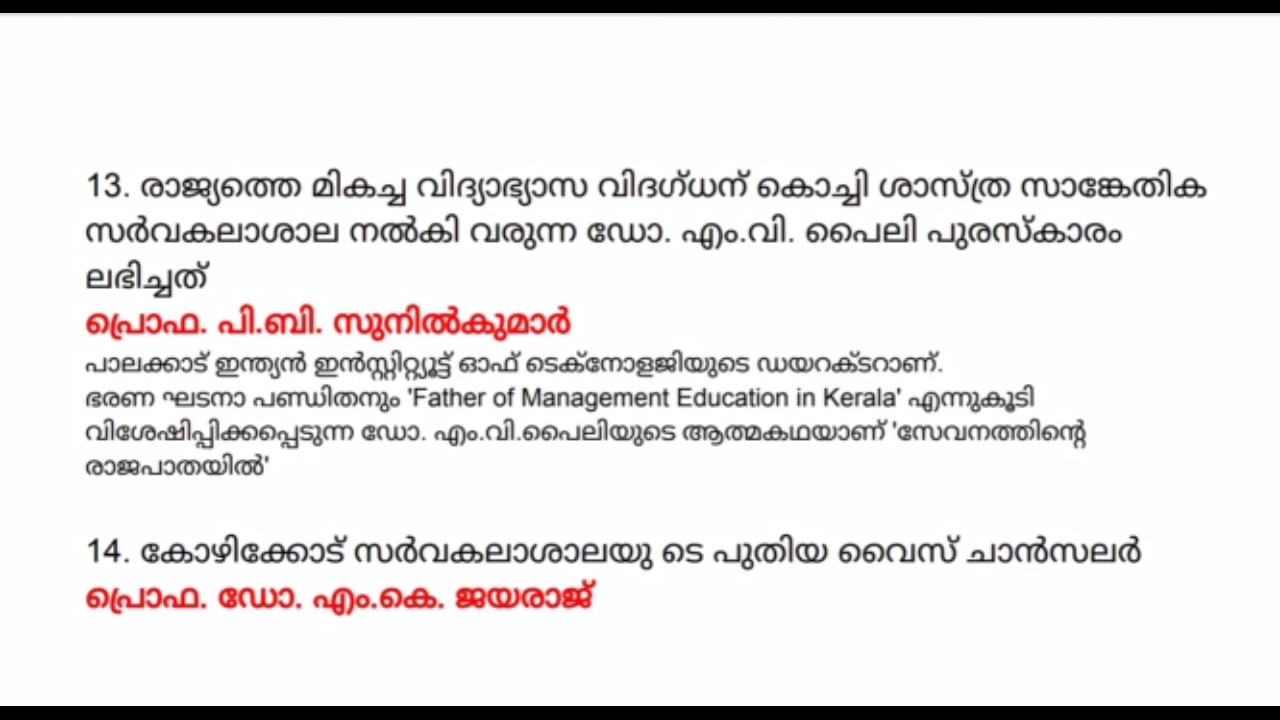 13. രാജ്യത്തെ മികച്ച വിദ്യാഭ്യാസ വിദഗ്ധന് കൊച്ചി ശാസ്ത്ര സാങ്കേതിക
സർവകലാശാല നൽകി വരുന്ന ഡോ. എം.വി. പൈലി പുരസ്കാരം
ലഭിച്ചത്
പ്രൊഫ. പി.ബി. സുനിൽകുമാർ
പാലക്കാട് ഇന്ത്യൻ ഇൻസ്റ്റിറ്റ്യൂട്ട് ഓഫ് ടെക്നോളജിയുടെ ഡയറക്ടറാണ്.
ഭരണ ഘടനാ പണ്ഡിതനും 'Father of Management Education in Kerala' എന്നുകൂടി
വിശേഷിപ്പിക്കപ്പെടുന്ന ഡോ. എം.വി.പൈലിയുടെ ആത്മകഥയാണ് 'സേവനത്തിന്റെ
രാജപാതയിൽ'
14. കോഴിക്കോട് സർവകലാശാലയു ടെ പുതിയ വൈസ് ചാൻസലർ
പ്രൊഫ. ഡോ. എം.കെ. ജയരാജ്